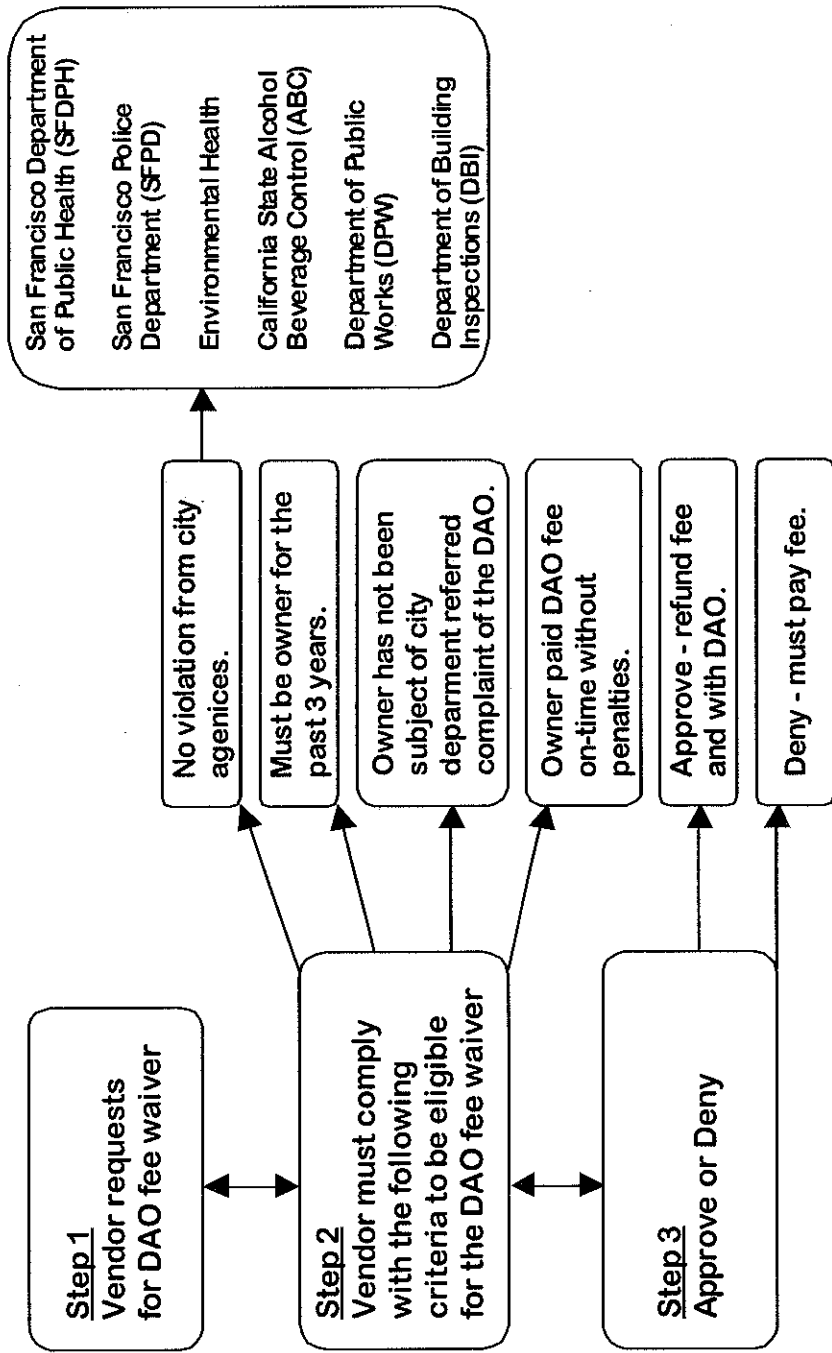 Step 1
Vendor requests
for DAO fee waiver
Step 2
Vendor must comply
with the following
criteria to be eligible
for the DAO fee waiver
No violation from city
agenices.
Must be owner for the
past 3 years.
Owner has not been
subject of city
deparment referred
complaint of the DAO.
Owner paid DAO fee
on-time without
penalties.
San Francisco Department
of Public Health (SFDPH)
San Francisco Police
Department (SFPD)
Environmental Health
California State Alcohol
Beverage Control (ABC)
Department of Public
Works (DPW)
Department of Building
Inspections (DBI)
Step 3
Approve or Deny
Approve - refund fee
and with DAO.
Deny - must pay fee.